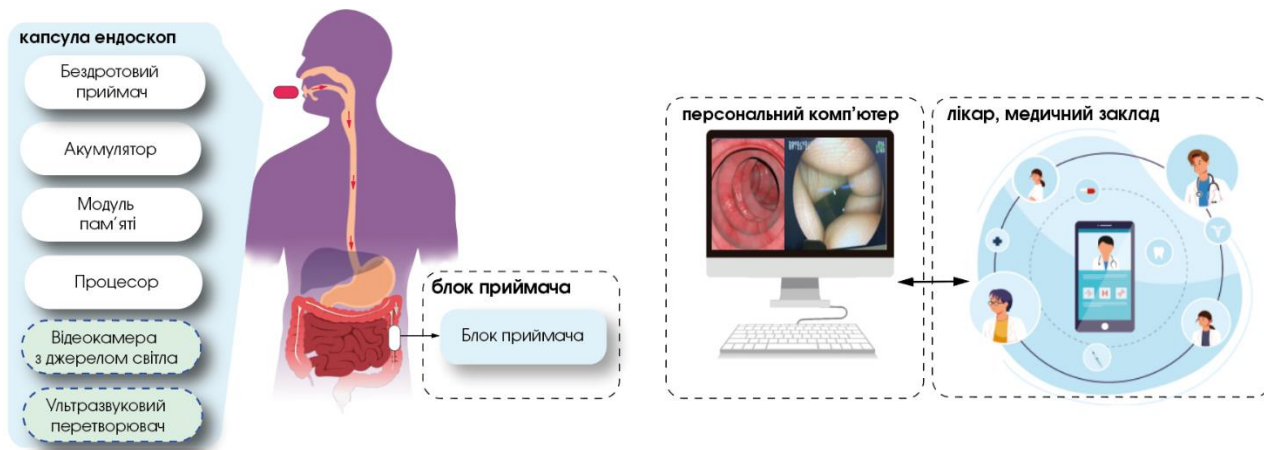 капсула ендоскоп
Бездротовий
приймач
Акумулятор
Модуль
пам'яті
Процесор
Відеокамера
з джерелом світла
Ультразвуковий
перетворювач
блок приймача
Блок приймача
персональний комп'ютер
лікар, медичний заклад